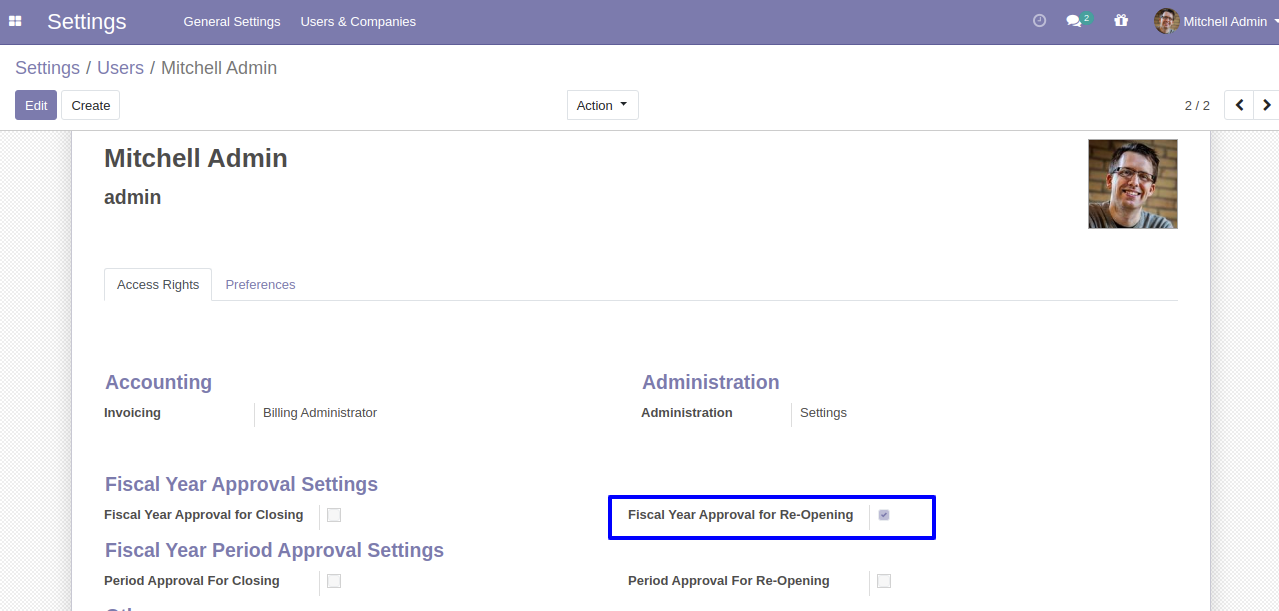 Settings General Settings Users & Companies 2 Mitchell Admin
Settings / Users / Mitchell Admin
Edit Create Action 2 / 2
Mitchell Admin
admin
Access Rights Preferences
Accounting Administration
Invoicing Billing Administrator Administration Settings
Fiscal Year Approval Settings
Fiscal Year Approval for Closing Fiscal Year Approval for Re-Opening
Fiscal Year Period Approval Settings
Period Approval For Closing Period Approval For Re-Opening